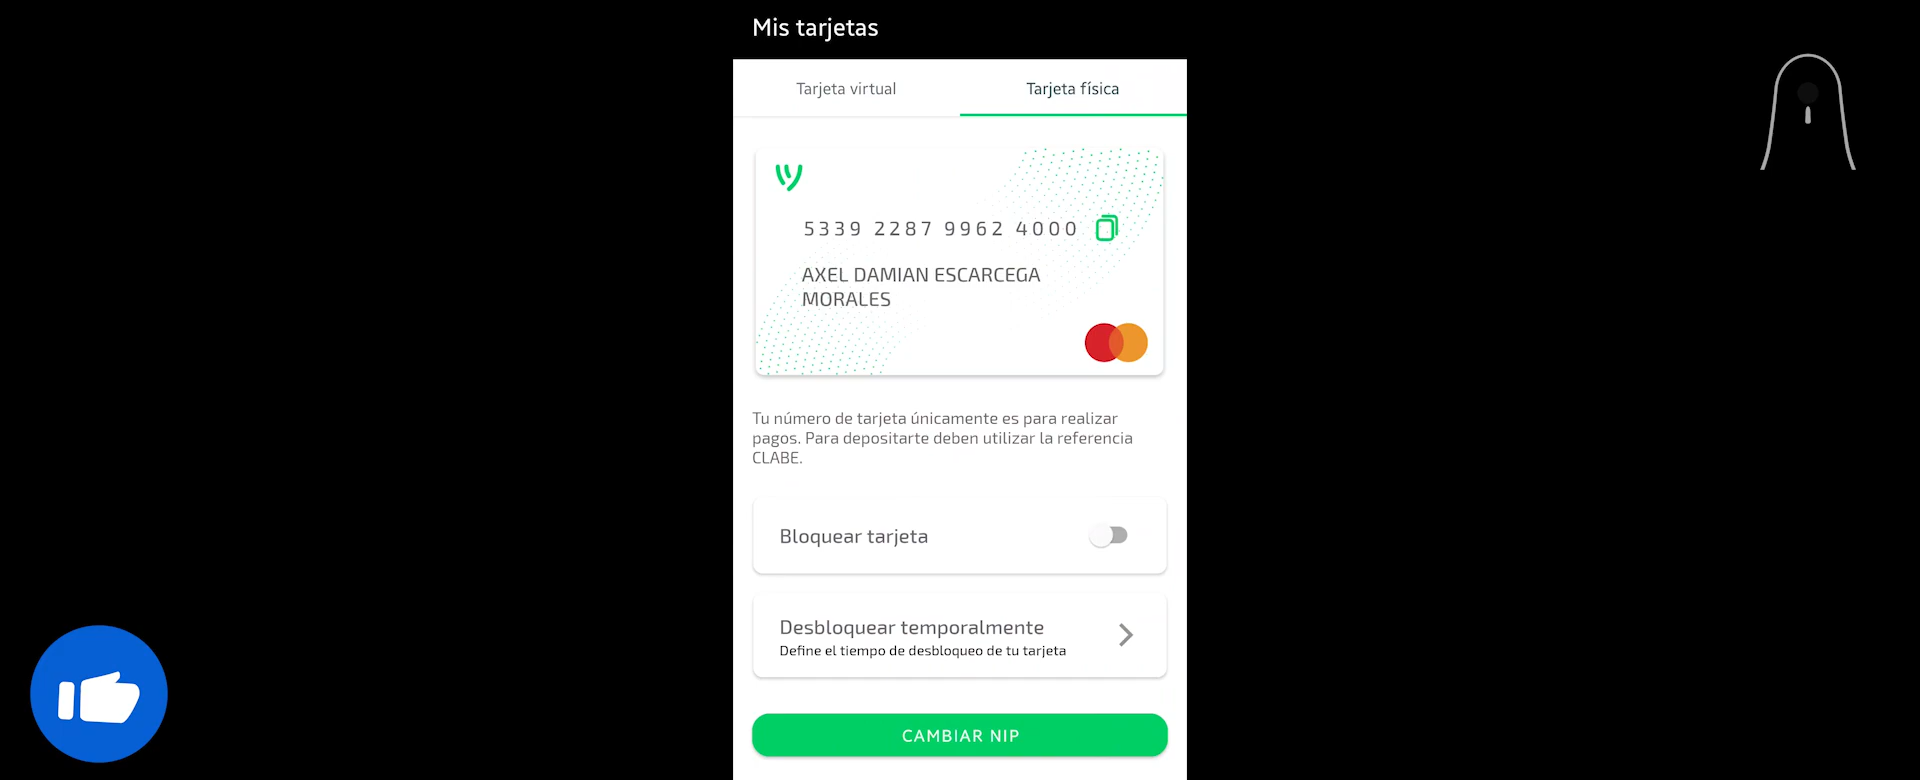 Mis tarjetas
Tarjeta virtual
Tarjeta física
5339 2287 9962 4000
AXEL DAMIAN ESCARCEGA
MORALES
Tu número de tarjeta únicamente es para realizar
pagos. Para depositarte deben utilizar la referencia
CLABE.
Bloquear tarjeta
Desbloquear temporalmente
Define el tiempo de desbloqueo de tu tarjeta
CAMBIAR NIP